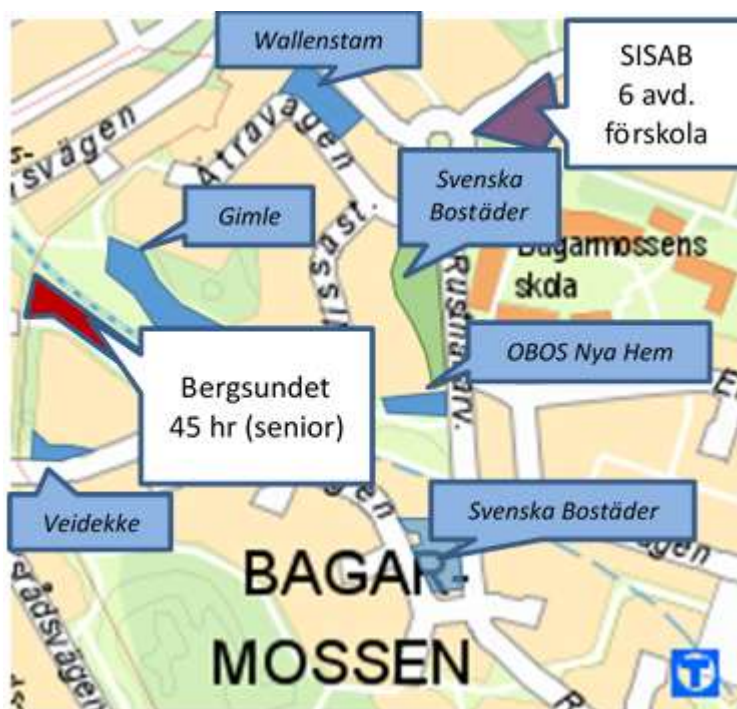 Wallenstam
SISAB
6 avd.
förskola
Ätravägen
Svenska
Bostäder
Gimle
Bagarmossens
skola
Bergsundet
45 hr (senior)
OBOS Nya Hem
Veidekke
Svenska Bostäder
BAGAR-
MOSSEN
T